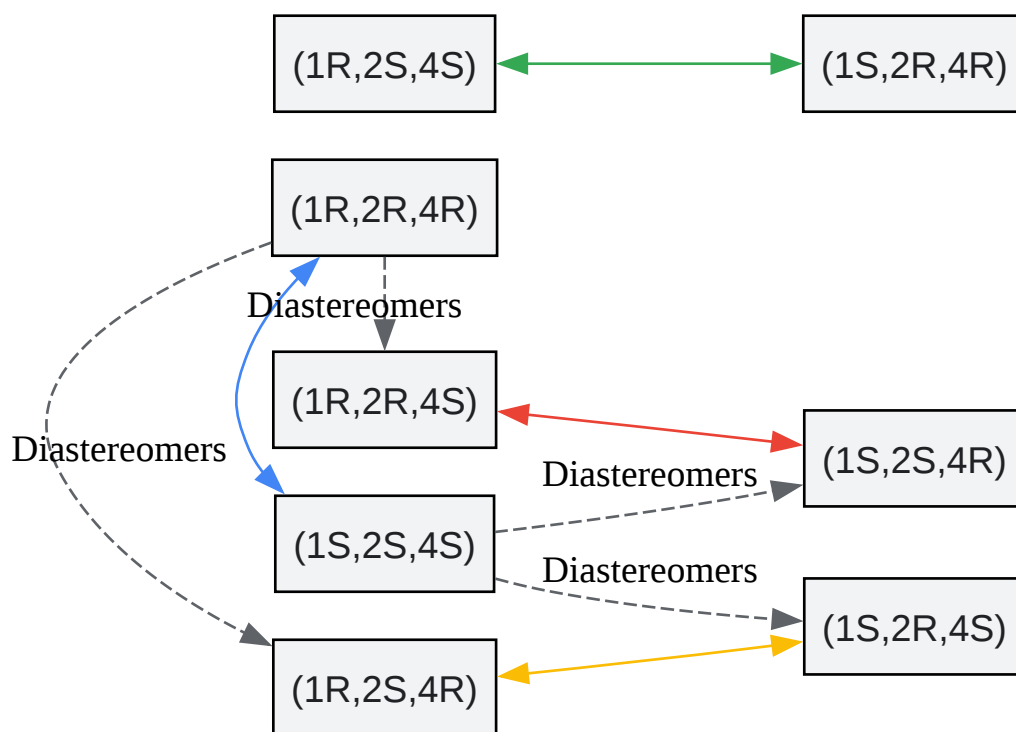 (1R,2S,4S)
(1S,2R,4R)
(1R,2R,4R)
Diastereomers
(1R,2R,4S)
Diastereomers
(1S,2S,4R)
Diastereomers
(1S,2S,4S)
Diastereomers
(1S,2R,4S)
(1R,2S,4R)